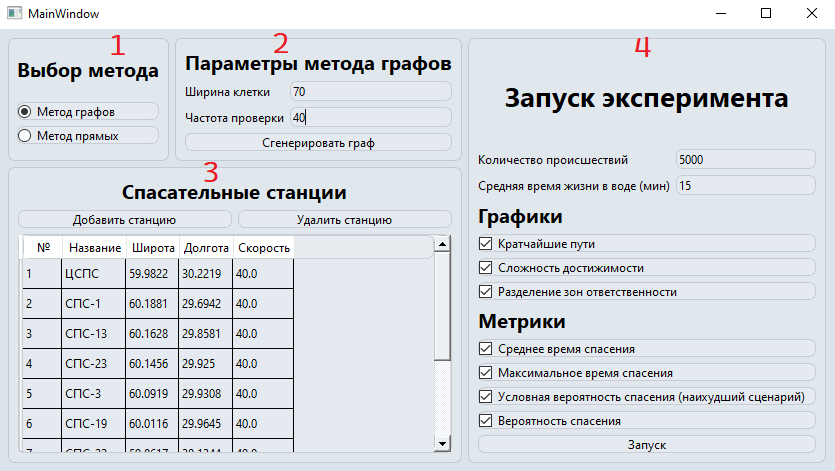 MainWindow
1
Выбор метода
Метод графов
Метод прямых
2
Параметры метода графов
Ширина клетки 70
Частота проверки 40
Сгенерировать граф
3
Спасательные станции
Добавить станцию Удалить станцию
№ Название Широта Долгота Скорость
1 ЦСПС 59.9822 30.2219 40.0
2 СПС-1 60.1881 29.6942 40.0
3 СПС-13 60.1628 29.8581 40.0
4 СПС-23 60.1456 29.925 40.0
5 СПС-3 60.0919 29.9308 40.0
6 СПС-19 60.0116 29.9645 40.0
4
Запуск эксперимента
Количество происшествий 5000
Средняя время жизни в воде (мин) 15
Графики
Кратчайшие пути
Сложность достижимости
Разделение зон ответственности
Метрики
Среднее время спасения
Максимальное время спасения
Условная вероятность спасения (наихудший сценарий)
Вероятность спасения
Запуск